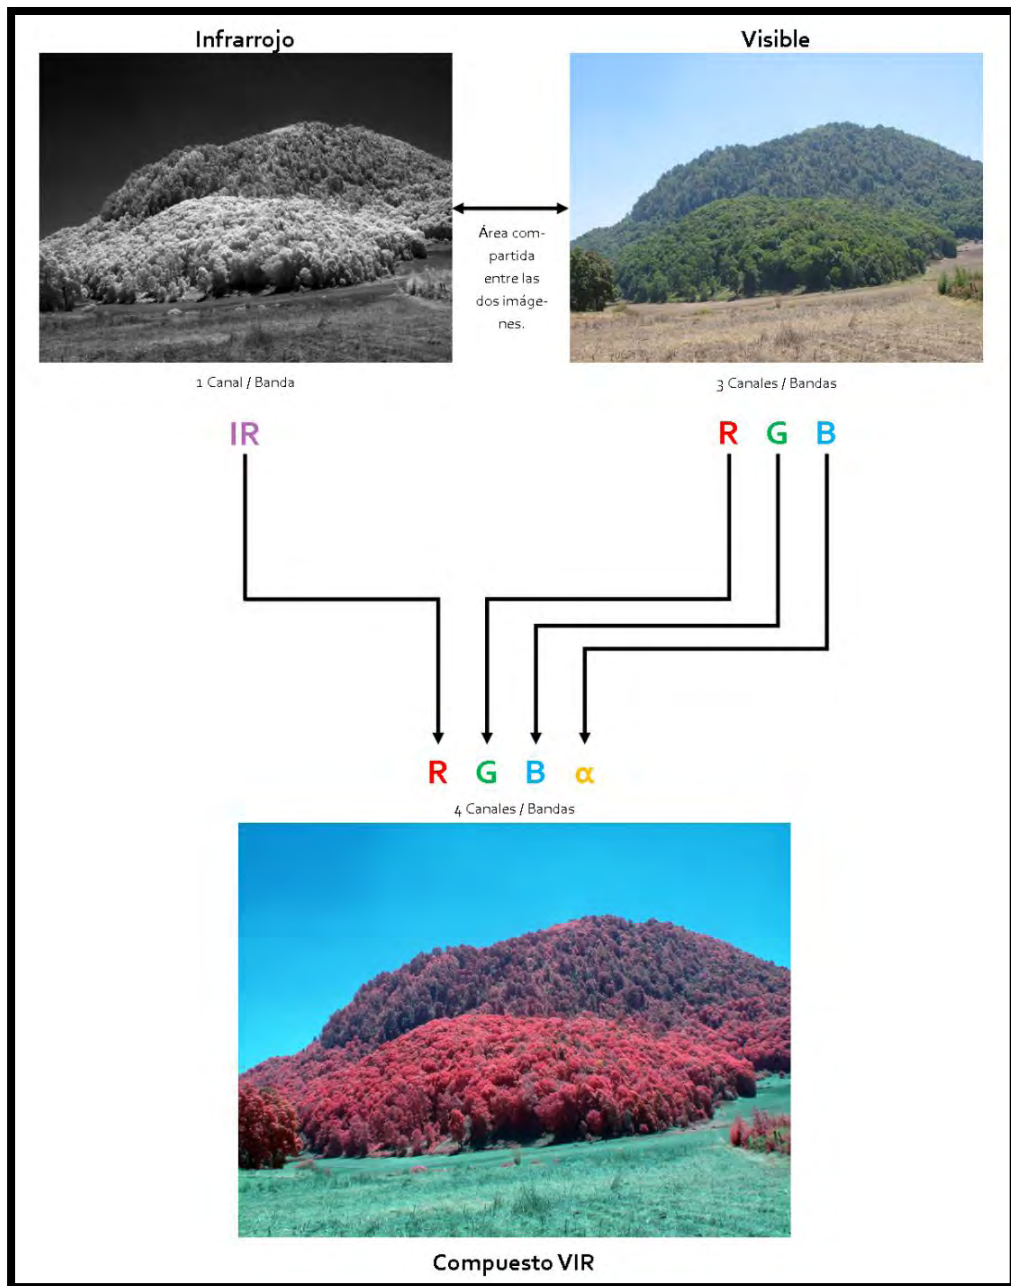 Infrarrojo
Visible
Área com-
partida
entre las
dos imáge-
nes.
1 Canal / Banda
3 Canales / Bandas
IR
R G B
R G B α
4 Canales / Bandas
Compuesto VIR